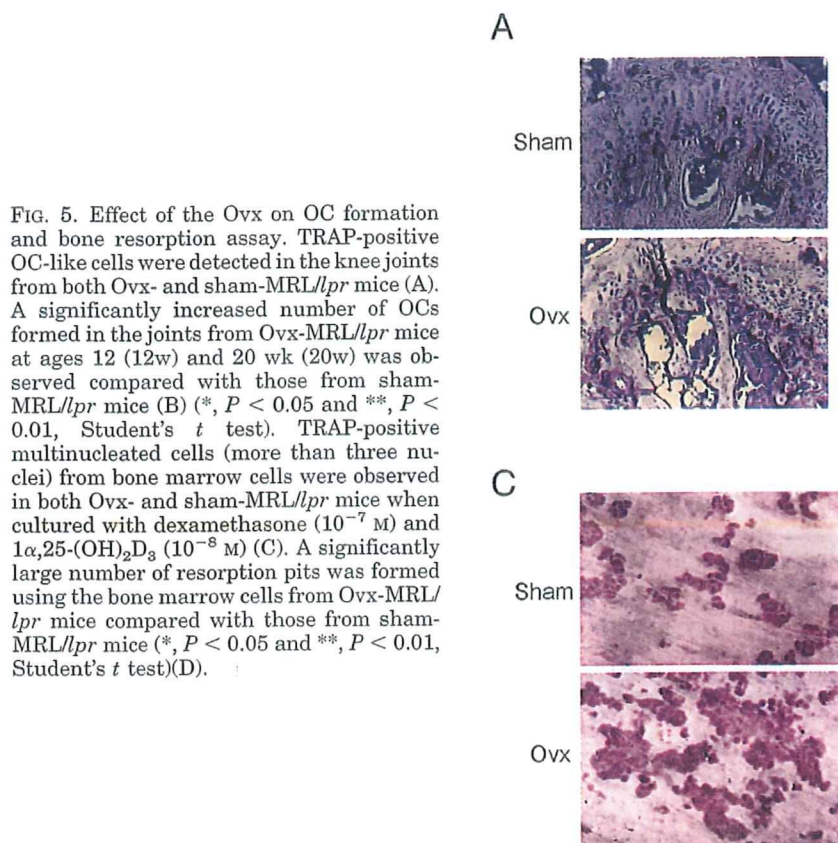 FIG. 5. Effect of the Ovx on OC formation
and bone resorption assay. TRAP-positive
OC-like cells were detected in the knee joints
from both Ovx- and sham-MRL/lpr mice (A).
A significantly increased number of OCs
formed in the joints from Ovx-MRL/lpr mice
at ages 12 (12w) and 20 wk (20w) was ob-
served compared with those from sham-
MRL/lpr mice (B) (*, P < 0.05 and **, P <
0.01, Student's t test). TRAP-positive
multinucleated cells (more than three nu-
clei) from bone marrow cells were observed
in both Ovx- and sham-MRL/lpr mice when
cultured with dexamethasone (10⁻⁷ M) and
1α,25-(OH)₂D₃ (10⁻⁸ M) (C). A significantly
large number of resorption pits was formed
using the bone marrow cells from Ovx-MRL/
lpr mice compared with those from sham-
MRL/lpr mice (*, P < 0.05 and **, P < 0.01,
Student's t test)(D).
A
Sham
Ovx
C
Sham
Ovx